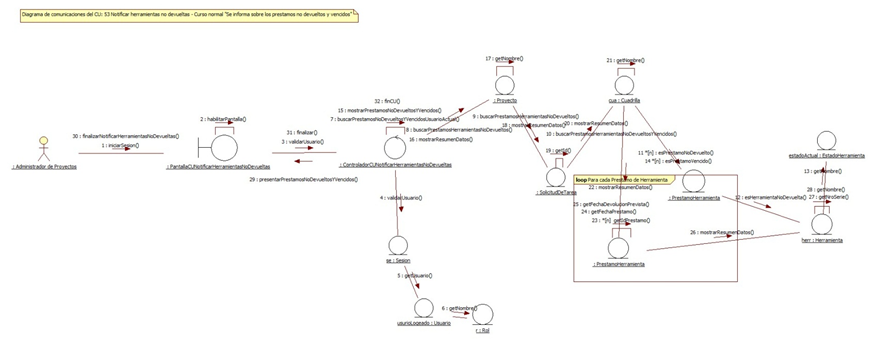 Diagrama de comunicaciones del CU: 53 Notificar herramientas no devueltas - Curso normal "Se informa sobre los prestamos no devueltos y vencidos"
17: getNombre()
: Proyecto
21: getNombre()
cua : Cuadrilla
32: finCU()
15: mostrarPrestamosNoDevueltosYVencidos()
7: buscarPrestamosNoDevueltosYVencidosUsuarioActual()
8: buscarPrestamosHerramientasNoDevueltos()
16: mostrarResumenDatos()
: ControladorCUNotificarHerramientasNoDevueltas
2: habilitarPantalla()
: PantallaCUNotificarHerramientasNoDevueltas
30: finalizarNotificarHerramientasNoDevueltas()
1: iniciarSesion()
: Administrador de Proyectos
31: finalizar()
3: validarUsuario()
29: presentarPrestamosNoDevueltosYVencidos()
9: buscarPrestamosHerramientasNoDevueltos()
18: mostrarResumenDatos()
20: mostrarResumenDatos()
10: buscarPrestamosHerramientasNoDevueltosYVencidos()
19: getId()
: SolicitudDeTarea
11 *[n] : esPrestamoNoDevuelto()
14 *[n] : esPrestamoVencido()
: PrestamoHerramienta
estadoActual : EstadoHerramienta
13: getNombre()
28: getNombre()
27: getNroSerie()
12: esHerramientaNoDevuelta()
herr : Herramienta
loop Para cada Prestamo de Herramienta
22: mostrarResumenDatos()
25: getFechaDevolucionPrevista()
24: getFechaPrestamo()
23: *[n] getIdPrestamo()
: PrestamoHerramienta
26: mostrarResumenDatos()
4: validarUsuario()
se : Sesion
5: getUsuario()
usurioLogeado : Usuario
6: getNombre()
r : Rol